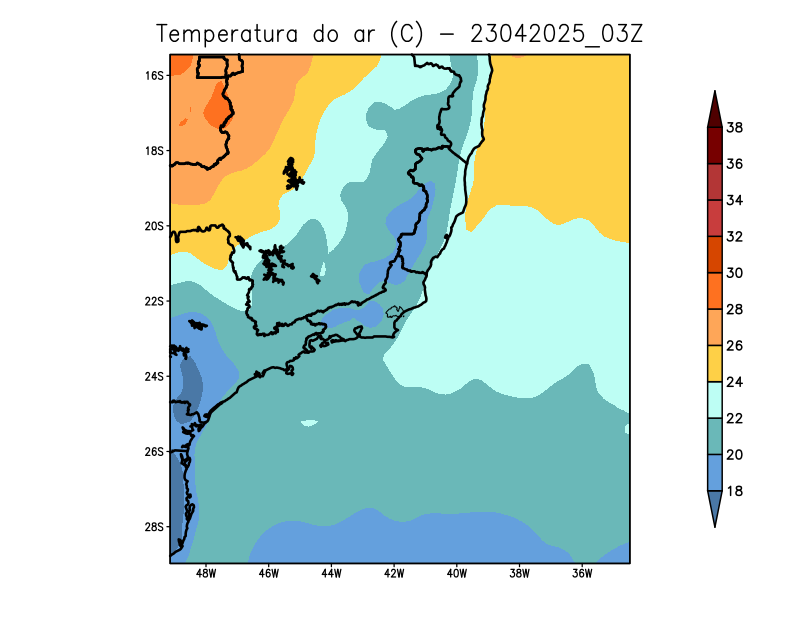 Temperatura do ar (C) – 23042025_03Z
16S
18S
20S
22S
24S
26S
28S
48W 46W 44W 42W 40W 38W 36W
38
36
34
32
30
28
26
24
22
20
18